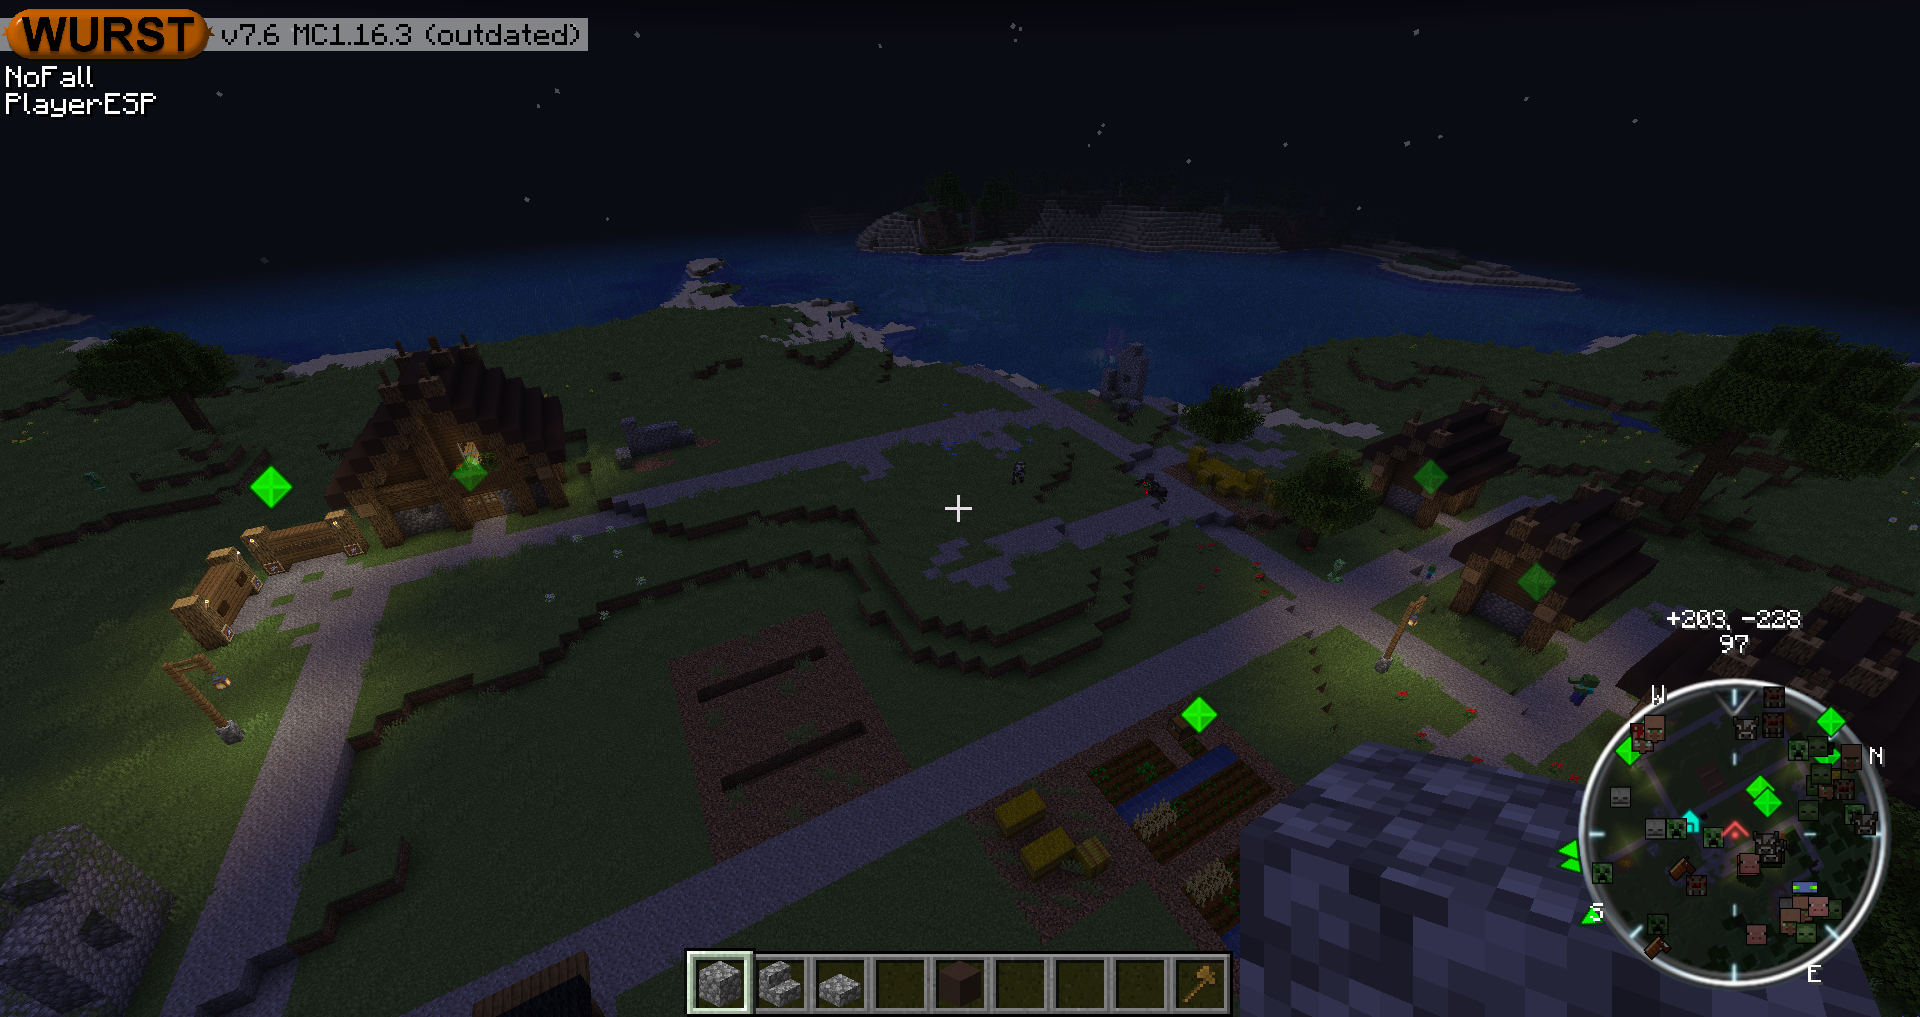 WURST v7.6 MC1.16.3 (outdated)
NoFall
PlayerESP
+203, -228
97
W
N
S
E